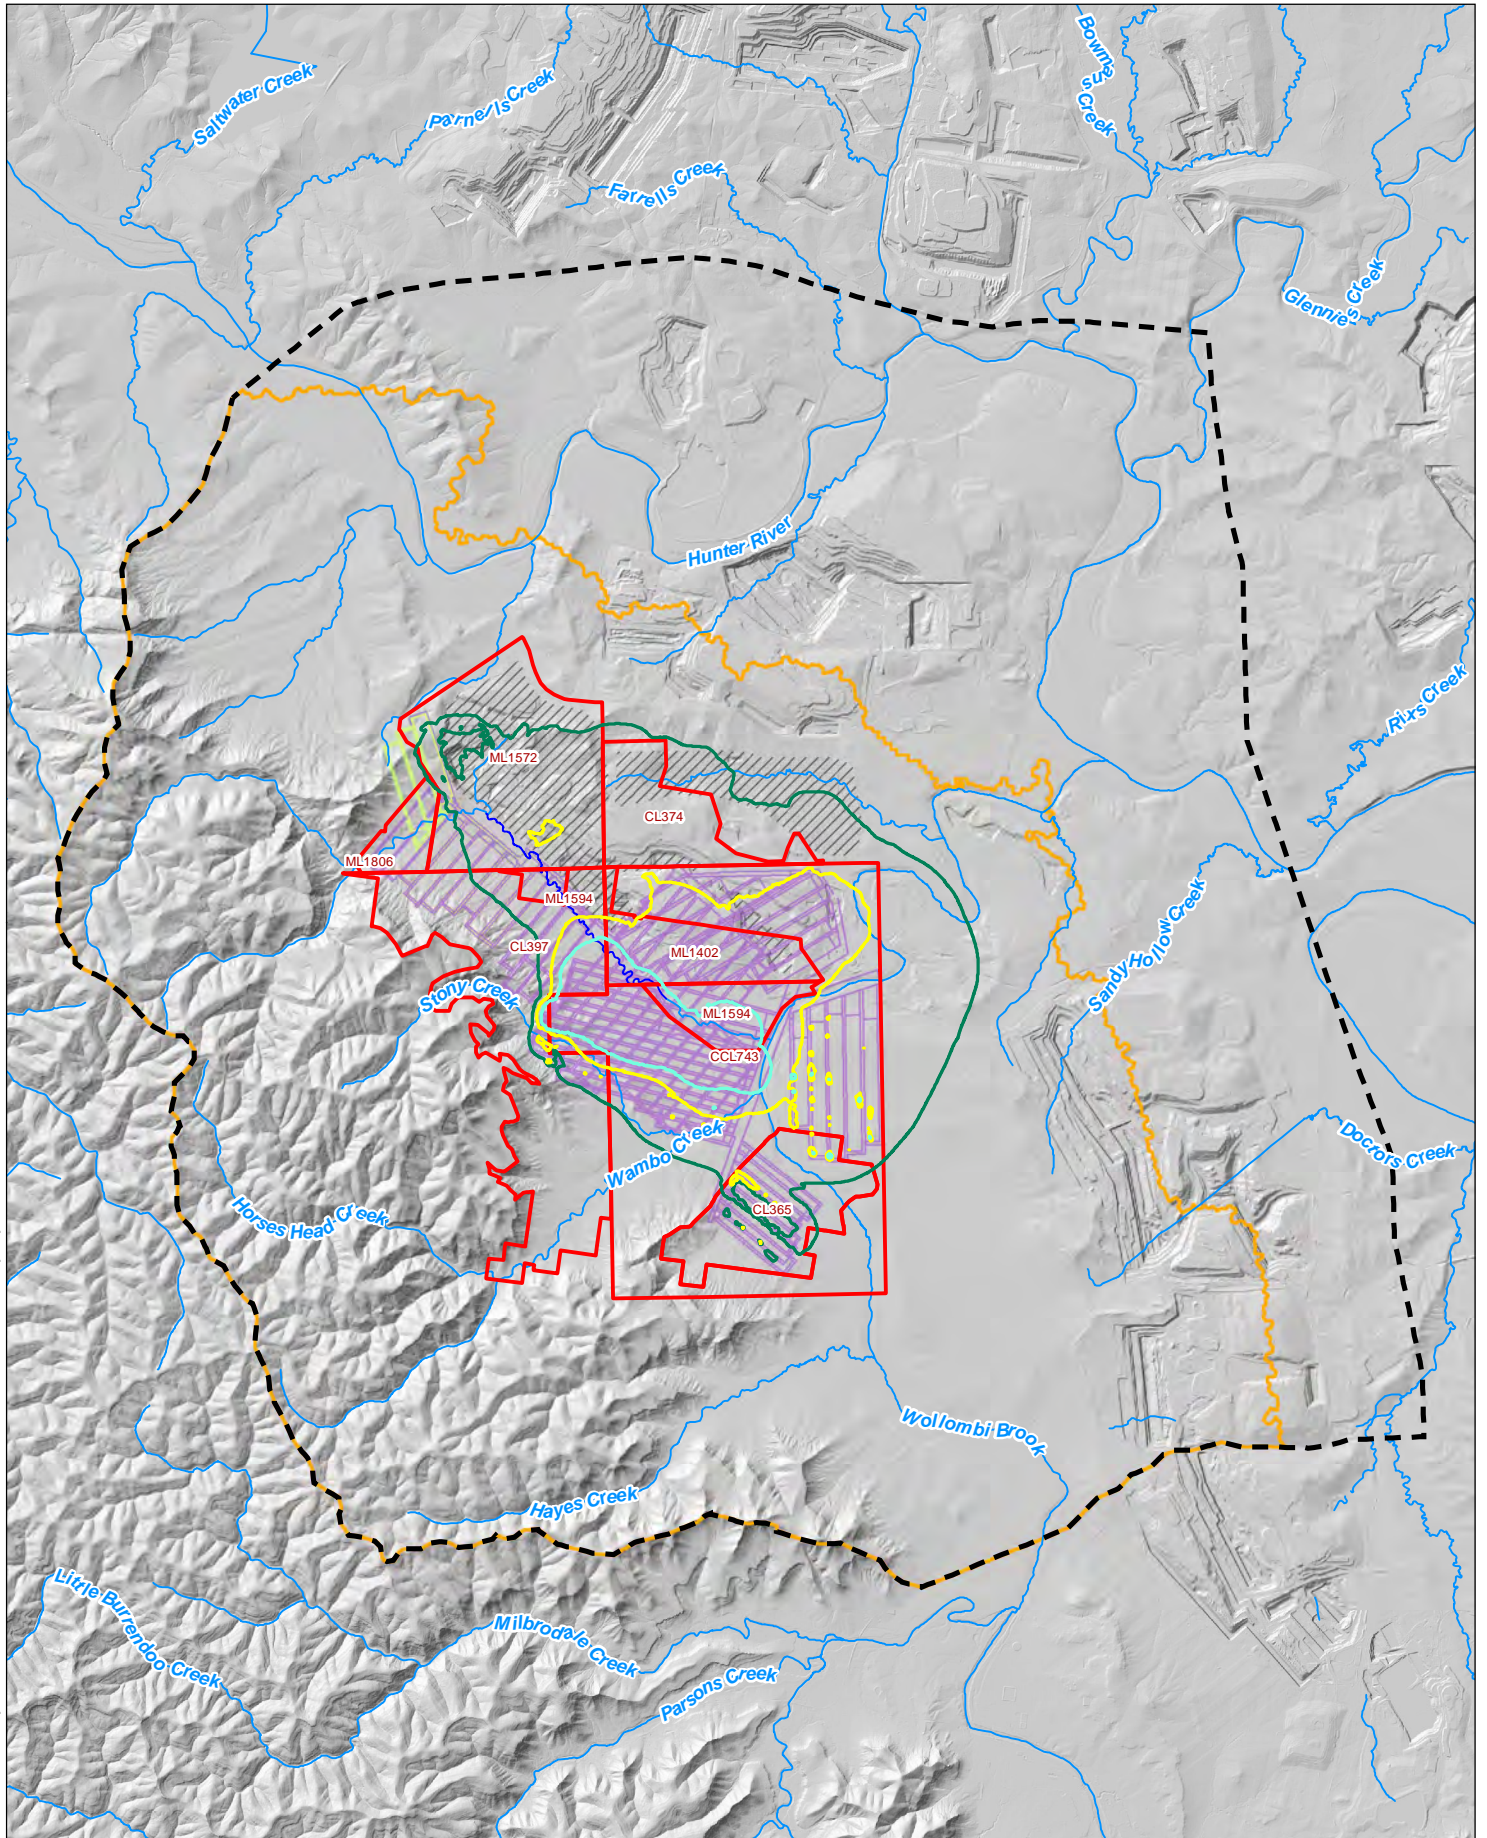 Saltwater Creek
Parnells Creek
Bowmans Creek
Farrells Creek
Glennies Creek
Hunter River
Rixs Creek
ML1572
CL374
ML1806
ML1594
CL397
ML1402
Sandy Hollow Creek
Stony Creek
ML1594
CCL743
Wambo Creek
Doctors Creek
Horses Head Creek
CL365
Wollombi Brook
Hayes Creek
Little Burrendoo Creek
Milbrodale Creek
Parsons Creek